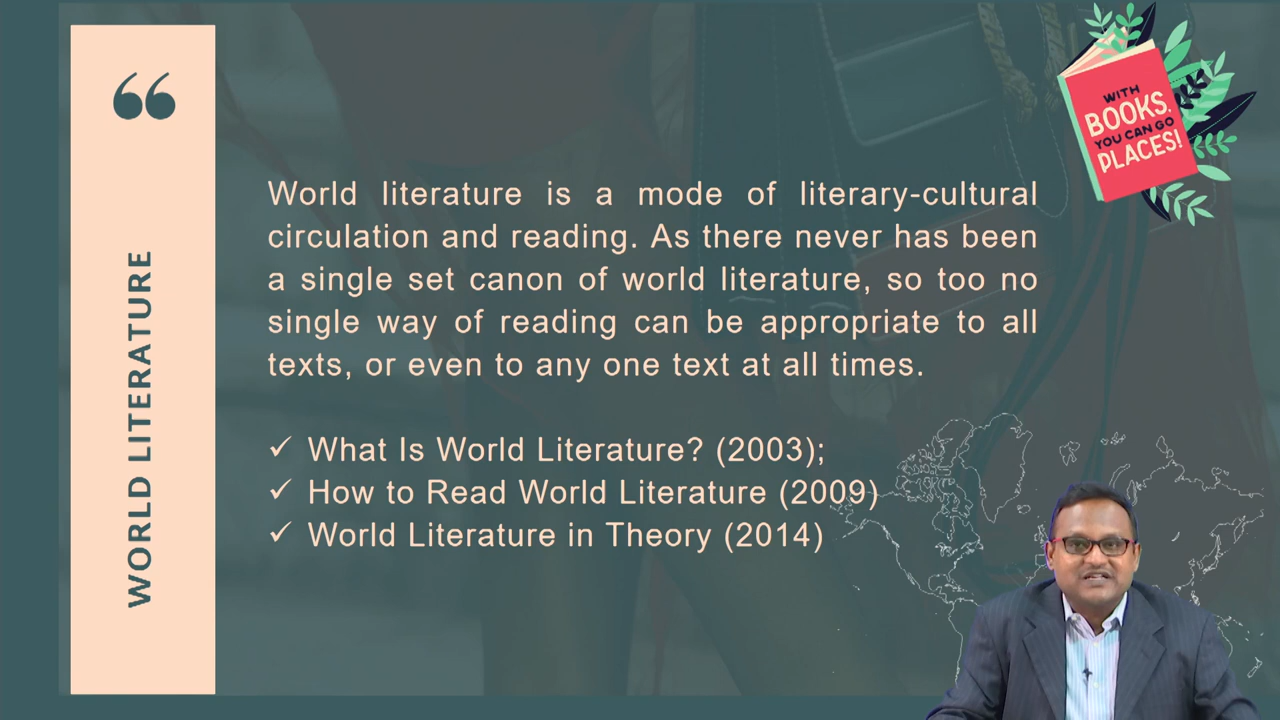 WORLD LITERATURE
World literature is a mode of literary-cultural
circulation and reading. As there never has been
a single set canon of world literature, so too no
single way of reading can be appropriate to all
texts, or even to any one text at all times.
✓ What Is World Literature? (2003);
✓ How to Read World Literature (2009)
✓ World Literature in Theory (2014)
WITH
BOOKS,
YOU CAN GO
PLACES!